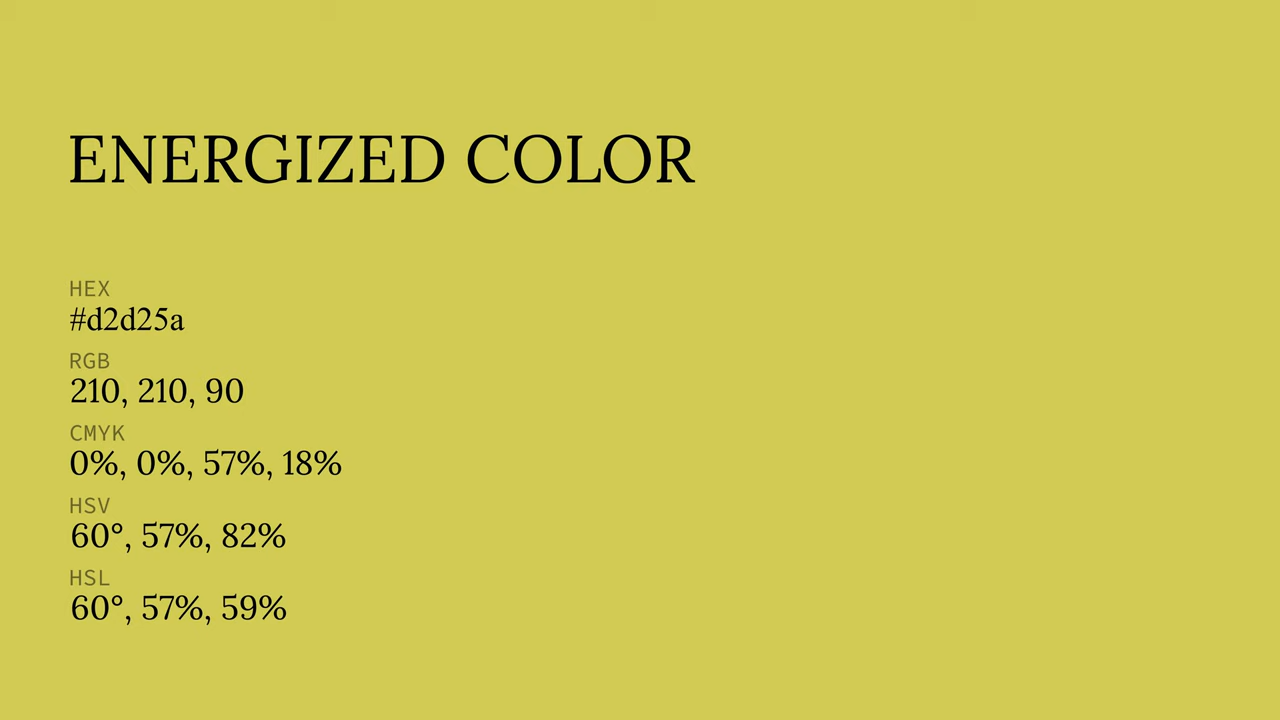 ENERGIZED COLOR
HEX
#d2d25a
RGB
210, 210, 90
CMYK
0%, 0%, 57%, 18%
HSV
60°, 57%, 82%
HSL
60°, 57%, 59%